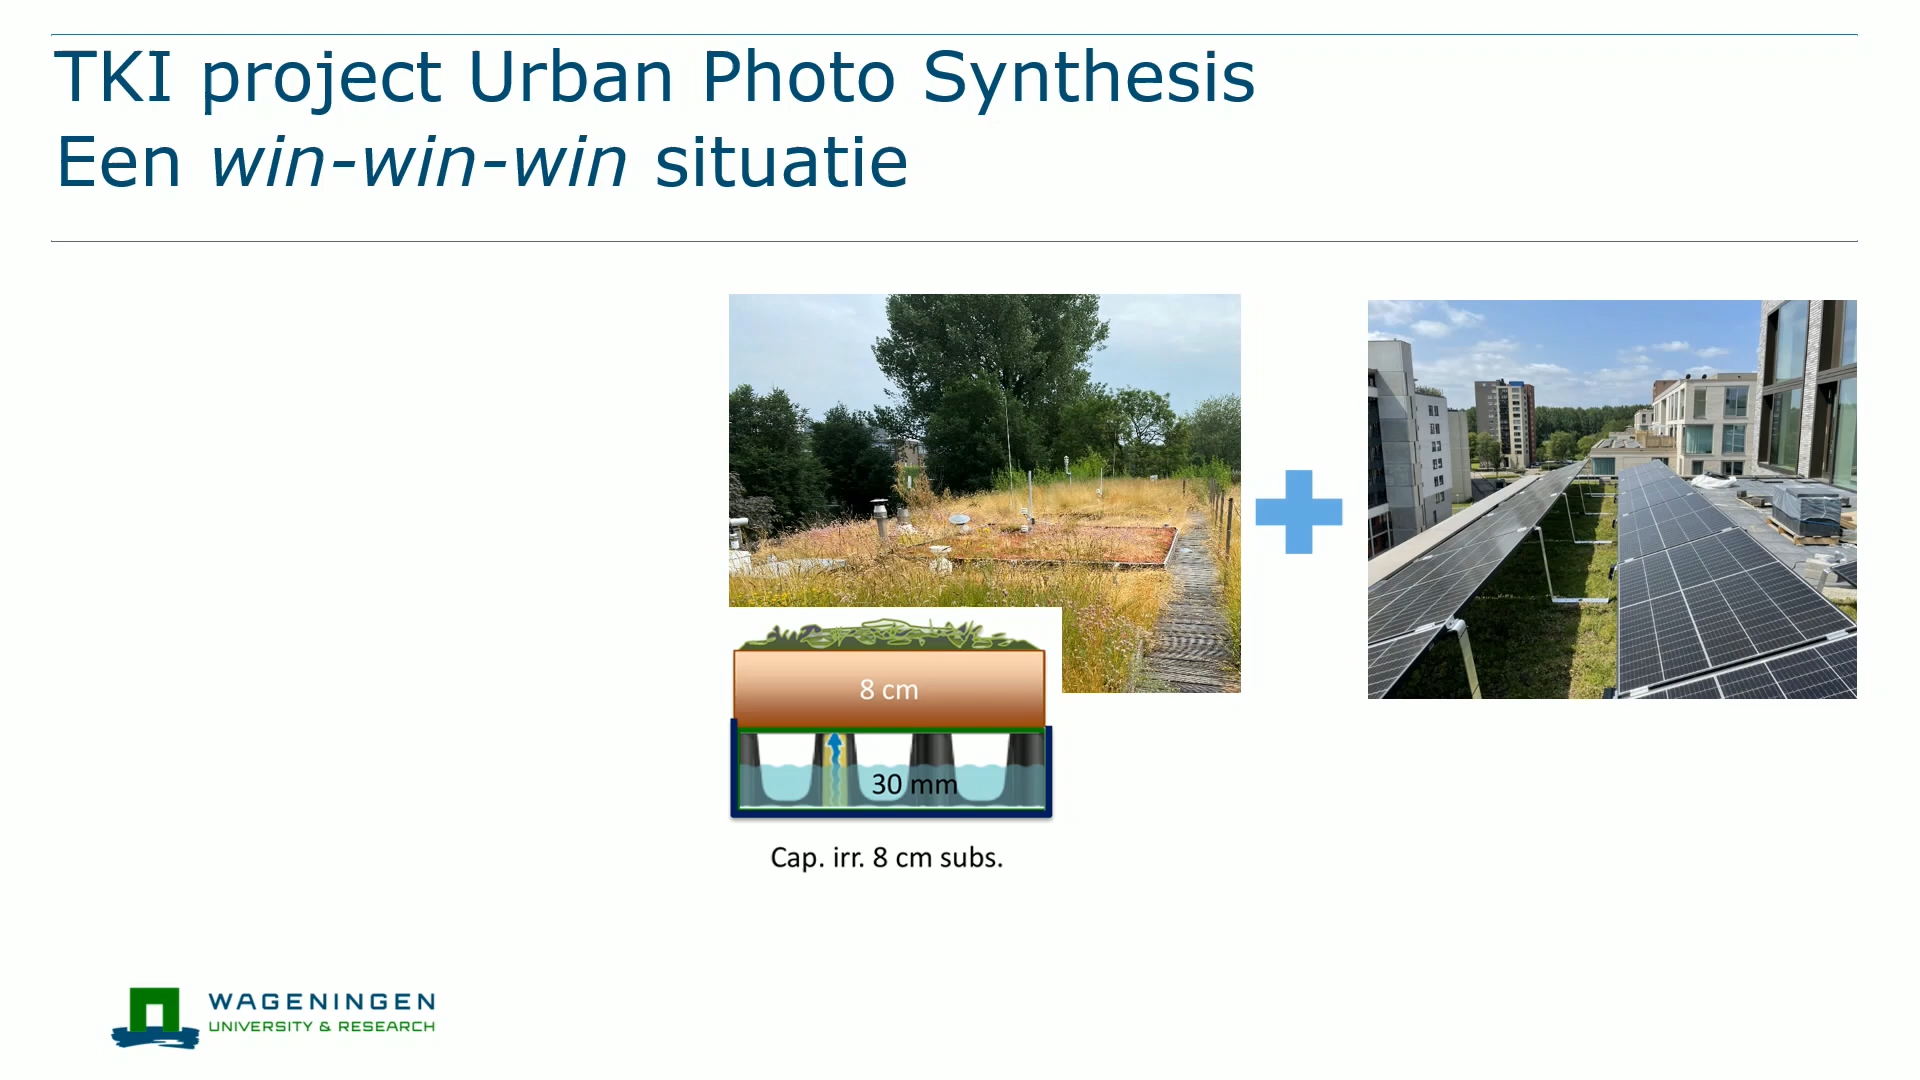 TKI project Urban Photo Synthesis
Een win-win-win situatie
8 cm
30 mm
Cap. irr. 8 cm subs.
WAGENINGEN
UNIVERSITY & RESEARCH